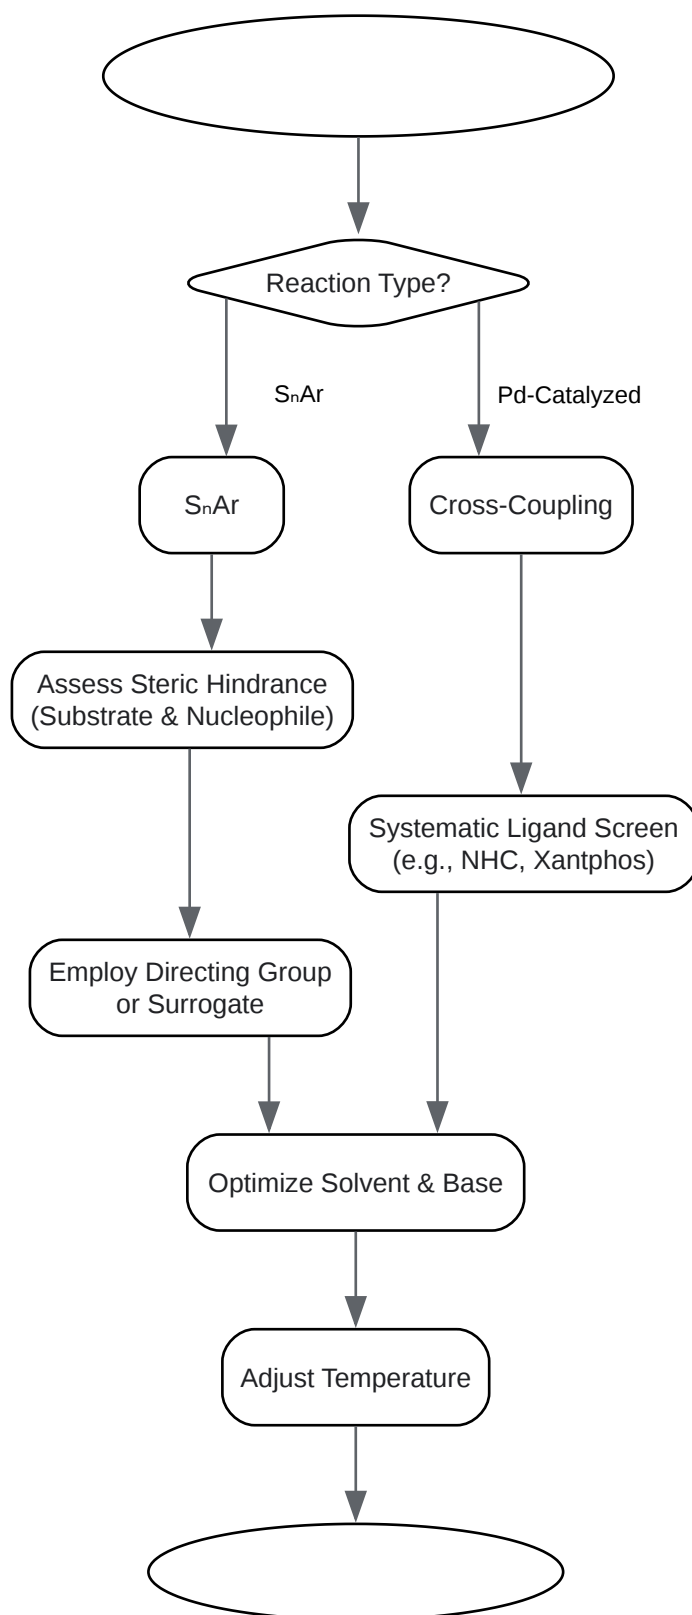 Reaction Type?
SₙAr
Pd-Catalyzed
SₙAr
Cross-Coupling
Assess Steric Hindrance
(Substrate & Nucleophile)
Systematic Ligand Screen
(e.g., NHC, Xantphos)
Employ Directing Group
or Surrogate
Optimize Solvent & Base
Adjust Temperature